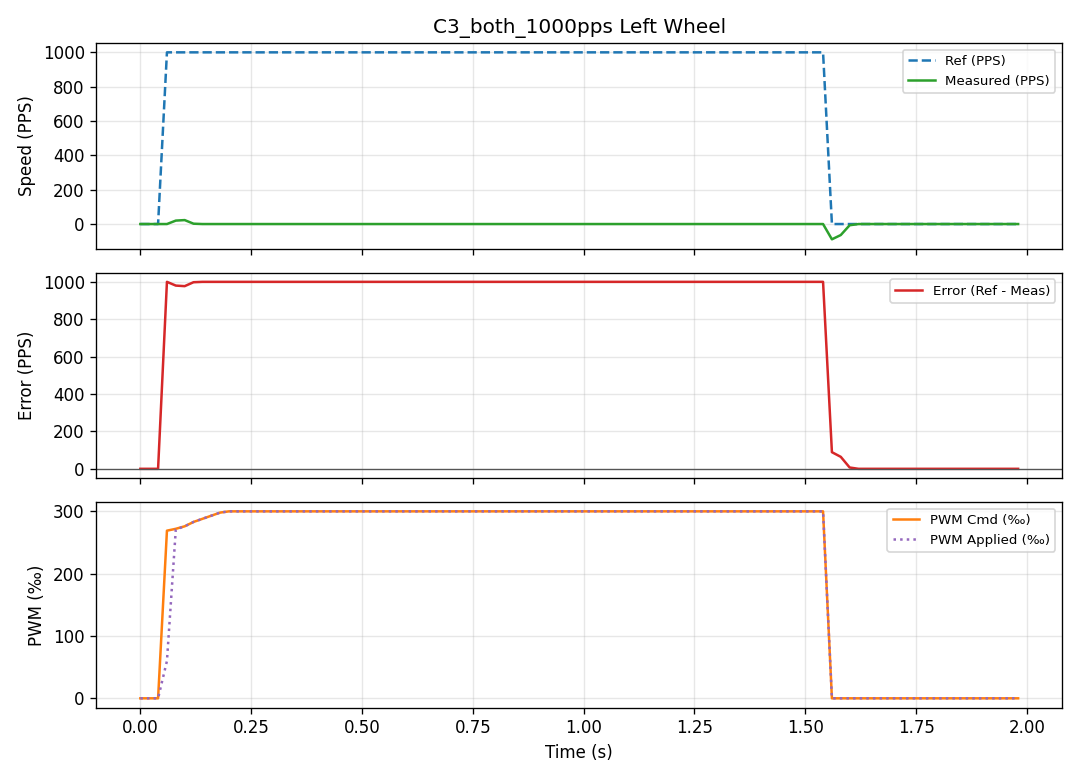 C3_both_1000pps Left Wheel
1000
800
600
400
200
0
Speed (PPS)
Ref (PPS)
Measured (PPS)
1000
800
600
400
200
0
Error (PPS)
Error (Ref - Meas)
300
200
100
0
PWM (‰)
PWM Cmd (‰)
PWM Applied (‰)
0.00 0.25 0.50 0.75 1.00 1.25 1.50 1.75 2.00
Time (s)